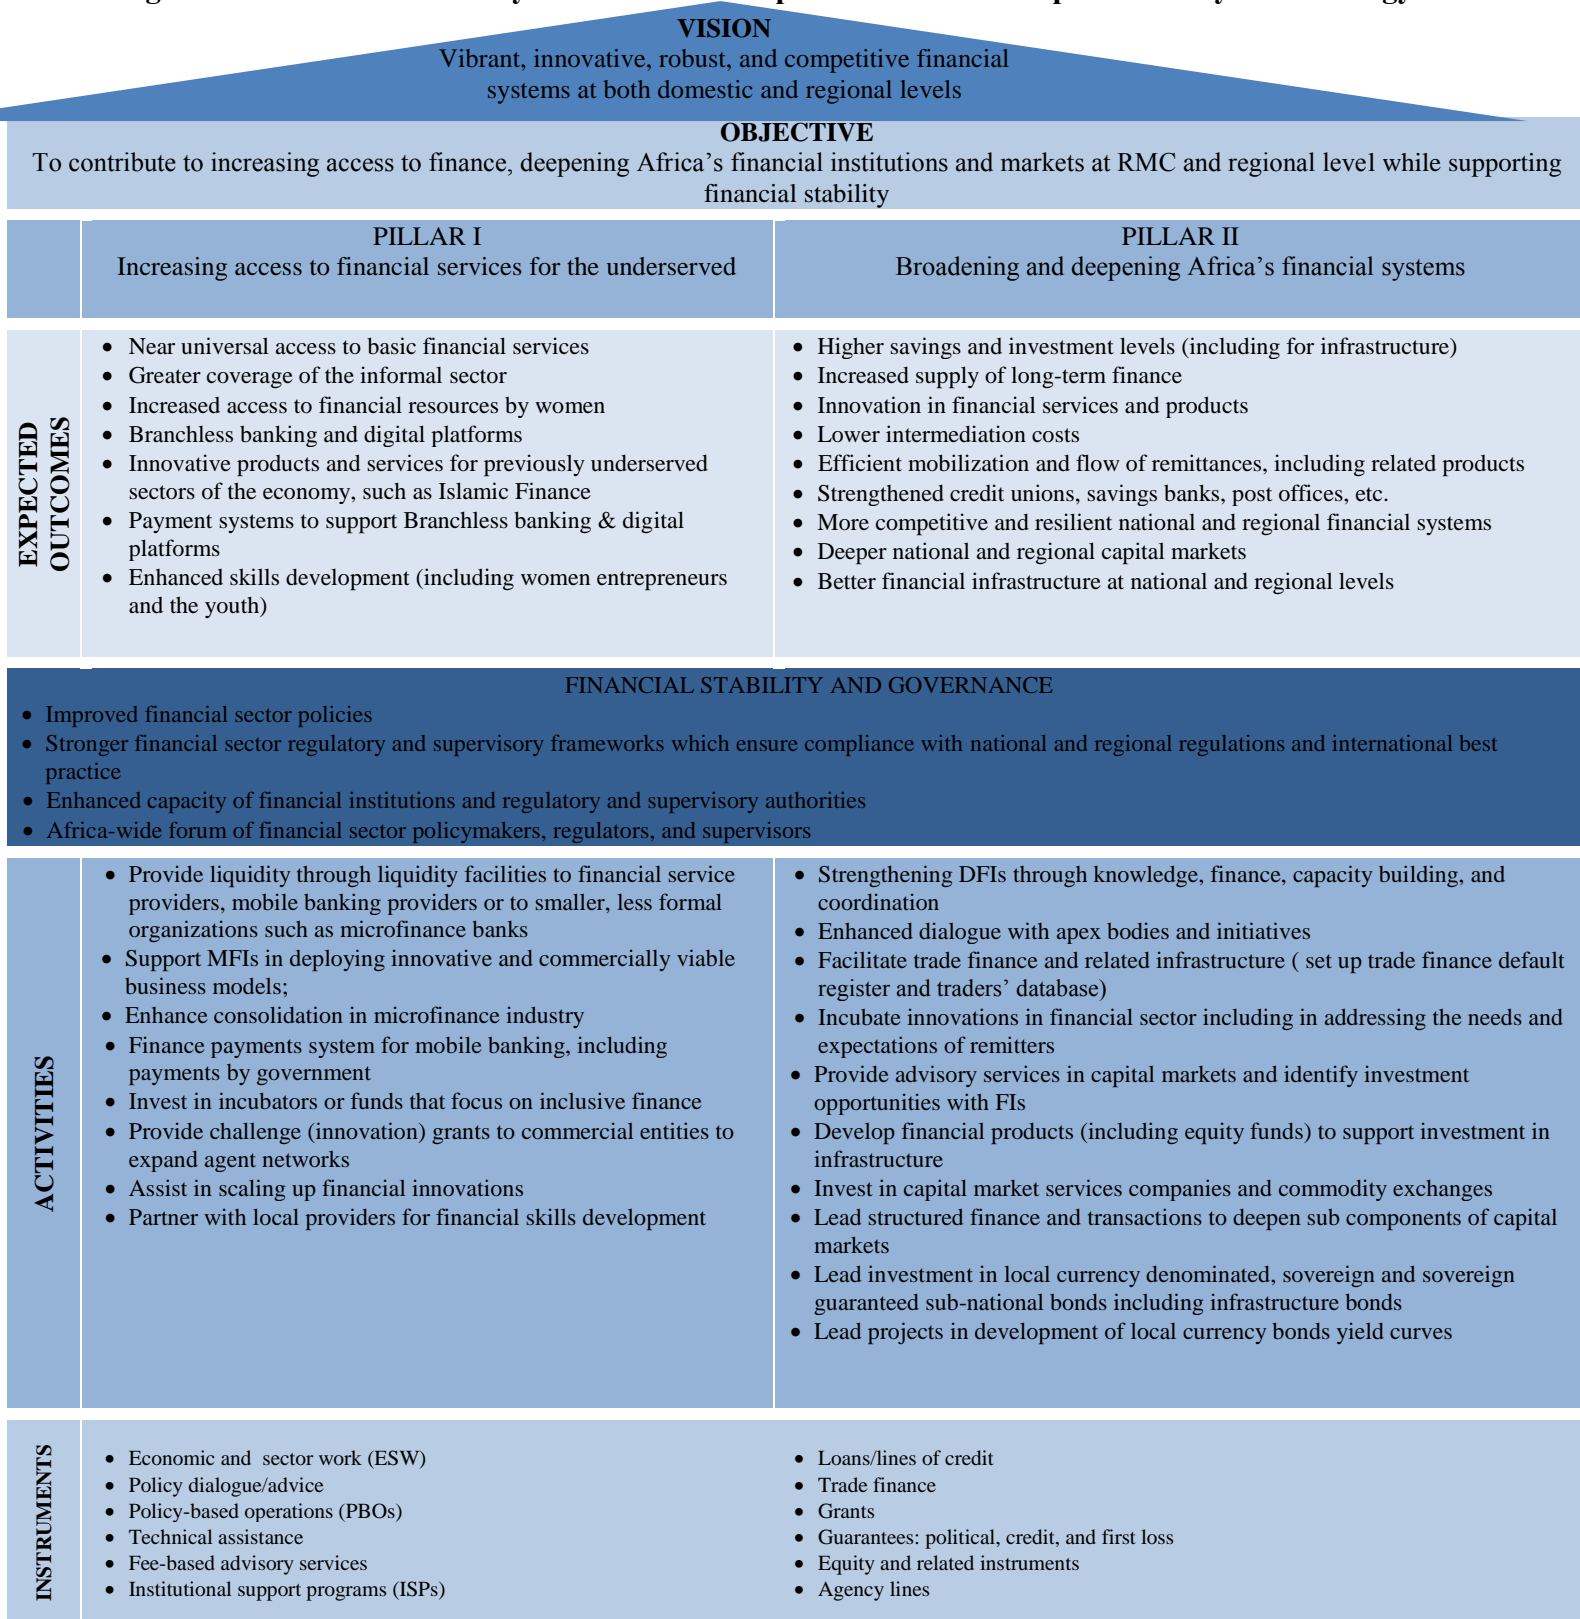 VISION
Vibrant, innovative, robust, and competitive financial
systems at both domestic and regional levels
OBJECTIVE
To contribute to increasing access to finance, deepening Africa’s financial institutions and markets at RMC and regional level while supporting
financial stability
PILLAR I
Increasing access to financial services for the underserved
PILLAR II
Broadening and deepening Africa’s financial systems
EXPECTED
OUTCOMES
• Near universal access to basic financial services
• Greater coverage of the informal sector
• Increased access to financial resources by women
• Branchless banking and digital platforms
• Innovative products and services for previously underserved
sectors of the economy, such as Islamic Finance
• Payment systems to support Branchless banking & digital
platforms
• Enhanced skills development (including women entrepreneurs
and the youth)
• Higher savings and investment levels (including for infrastructure)
• Increased supply of long-term finance
• Innovation in financial services and products
• Lower intermediation costs
• Efficient mobilization and flow of remittances, including related products
• Strengthened credit unions, savings banks, post offices, etc.
• More competitive and resilient national and regional financial systems
• Deeper national and regional capital markets
• Better financial infrastructure at national and regional levels
FINANCIAL STABILITY AND GOVERNANCE
• Improved financial sector policies
• Stronger financial sector regulatory and supervisory frameworks which ensure compliance with national and regional regulations and international best
practice
• Enhanced capacity of financial institutions and regulatory and supervisory authorities
• Africa-wide forum of financial sector policymakers, regulators, and supervisors
ACTIVITIES
• Provide liquidity through liquidity facilities to financial service
providers, mobile banking providers or to smaller, less formal
organizations such as microfinance banks
• Support MFIs in deploying innovative and commercially viable
business models;
• Enhance consolidation in microfinance industry
• Finance payments system for mobile banking, including
payments by government
• Invest in incubators or funds that focus on inclusive finance
• Provide challenge (innovation) grants to commercial entities to
expand agent networks
• Assist in scaling up financial innovations
• Partner with local providers for financial skills development
• Strengthening DFIs through knowledge, finance, capacity building, and
coordination
• Enhanced dialogue with apex bodies and initiatives
• Facilitate trade finance and related infrastructure ( set up trade finance default
register and traders’ database)
• Incubate innovations in financial sector including in addressing the needs and
expectations of remitters
• Provide advisory services in capital markets and identify investment
opportunities with FIs
• Develop financial products (including equity funds) to support investment in
infrastructure
• Invest in capital market services companies and commodity exchanges
• Lead structured finance and transactions to deepen sub components of capital
markets
• Lead investment in local currency denominated, sovereign and sovereign
guaranteed sub-national bonds including infrastructure bonds
• Lead projects in development of local currency bonds yield curves
INSTRUMENTS
• Economic and sector work (ESW)
• Policy dialogue/advice
• Policy-based operations (PBOs)
• Technical assistance
• Fee-based advisory services
• Institutional support programs (ISPs)
• Loans/lines of credit
• Trade finance
• Grants
• Guarantees: political, credit, and first loss
• Equity and related instruments
• Agency lines